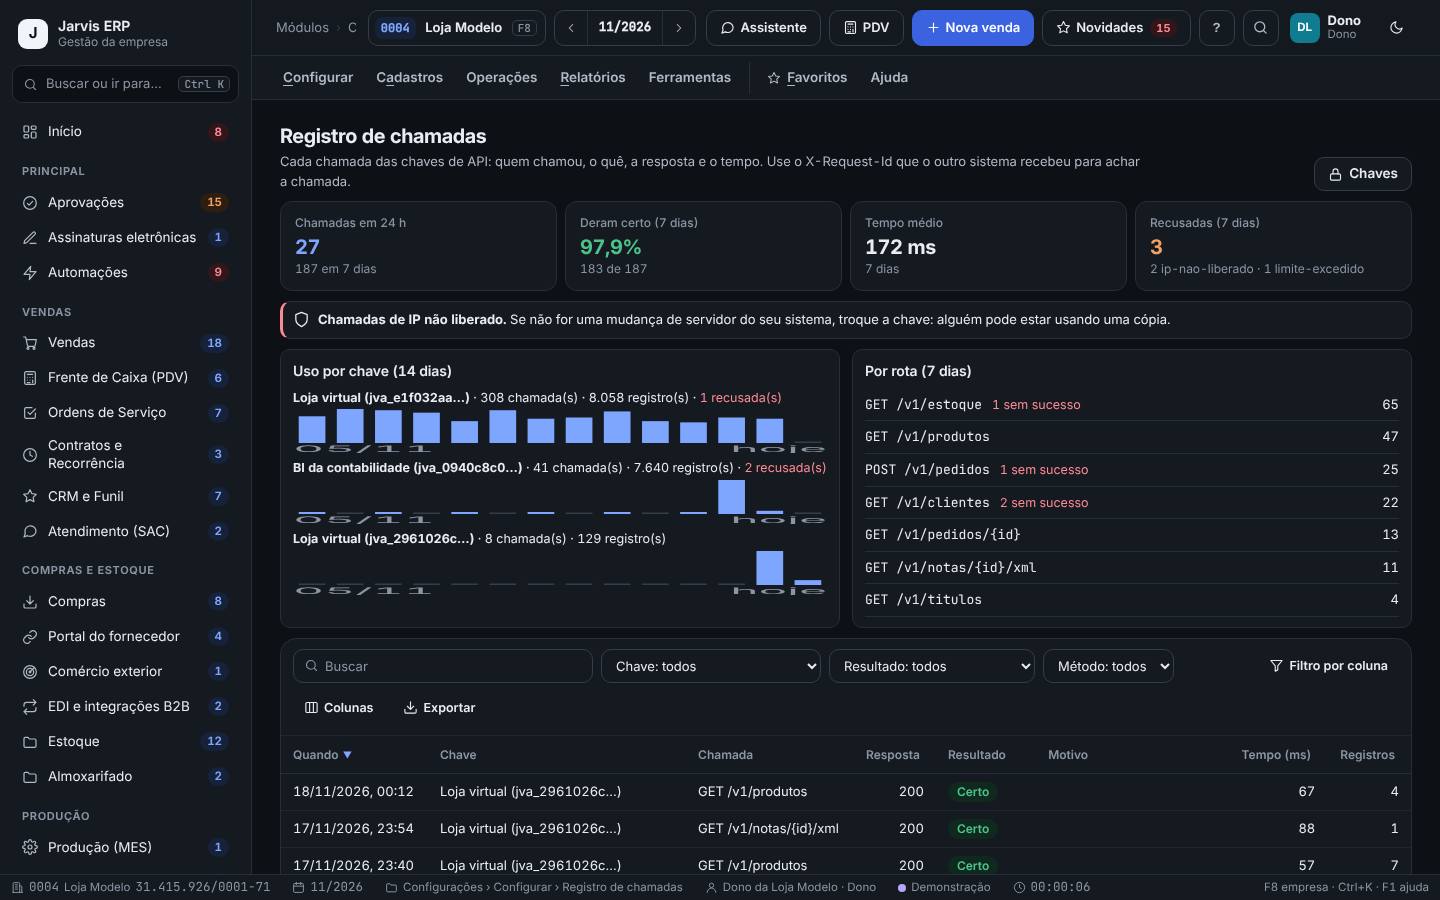 J Jarvis ERP
Gestão da empresa
Módulos › C
0004 Loja Modelo F8
‹ 11/2026 ›
Assistente
PDV
+ Nova venda
Novidades 15
?
DL Dono
Dono
Buscar ou ir para... Ctrl K
Configurar Cadastros Operações Relatórios Ferramentas Favoritos Ajuda
Início 8
PRINCIPAL
Aprovações 15
Assinaturas eletrônicas 1
Automações 9
VENDAS
Vendas 18
Frente de Caixa (PDV) 6
Ordens de Serviço 7
Contratos e
Recorrência 3
CRM e Funil 7
Atendimento (SAC) 2
COMPRAS E ESTOQUE
Compras 8
Portal do fornecedor 4
Comércio exterior 1
EDI e integrações B2B 2
Estoque 12
Almoxarifado 2
PRODUÇÃO
Produção (MES) 1
Registro de chamadas
Cada chamada das chaves de API: quem chamou, o quê, a resposta e o tempo. Use o X-Request-Id que o outro sistema recebeu para achar
a chamada.
Chaves
Chamadas em 24 h
27
187 em 7 dias
Deram certo (7 dias)
97,9%
183 de 187
Tempo médio
172 ms
7 dias
Recusadas (7 dias)
3
2 ip-nao-liberado · 1 limite-excedido
Chamadas de IP não liberado. Se não for uma mudança de servidor do seu sistema, troque a chave: alguém pode estar usando uma cópia.
Uso por chave (14 dias)
Loja virtual (jva_e1f032aa...) · 308 chamada(s) · 8.058 registro(s) · 1 recusada(s)
05/11 hoje
BI da contabilidade (jva_0940c8c0...) · 41 chamada(s) · 7.640 registro(s) · 2 recusada(s)
05/11 hoje
Loja virtual (jva_2961026c...) · 8 chamada(s) · 129 registro(s)
05/11 hoje
Por rota (7 dias)
GET /v1/estoque 1 sem sucesso 65
GET /v1/produtos 47
POST /v1/pedidos 1 sem sucesso 25
GET /v1/clientes 2 sem sucesso 22
GET /v1/pedidos/{id} 13
GET /v1/notas/{id}/xml 11
GET /v1/titulos 4
Buscar
Chave: todos
Resultado: todos
Método: todos
Filtro por coluna
Colunas
Exportar
Quando ▼ Chave Chamada Resposta Resultado Motivo Tempo (ms) Registros
18/11/2026, 00:12 Loja virtual (jva_2961026c...) GET /v1/produtos 200 Certo 67 4
17/11/2026, 23:54 Loja virtual (jva_2961026c...) GET /v1/notas/{id}/xml 200 Certo 88 1
17/11/2026, 23:40 Loja virtual (jva_2961026c...) GET /v1/produtos 200 Certo 57 7
0004 Loja Modelo 31.415.926/0001-71 11/2026 Configurações › Configurar › Registro de chamadas Dono da Loja Modelo · Dono Demonstração 00:00:06 F8 empresa · Ctrl+K · F1 ajuda